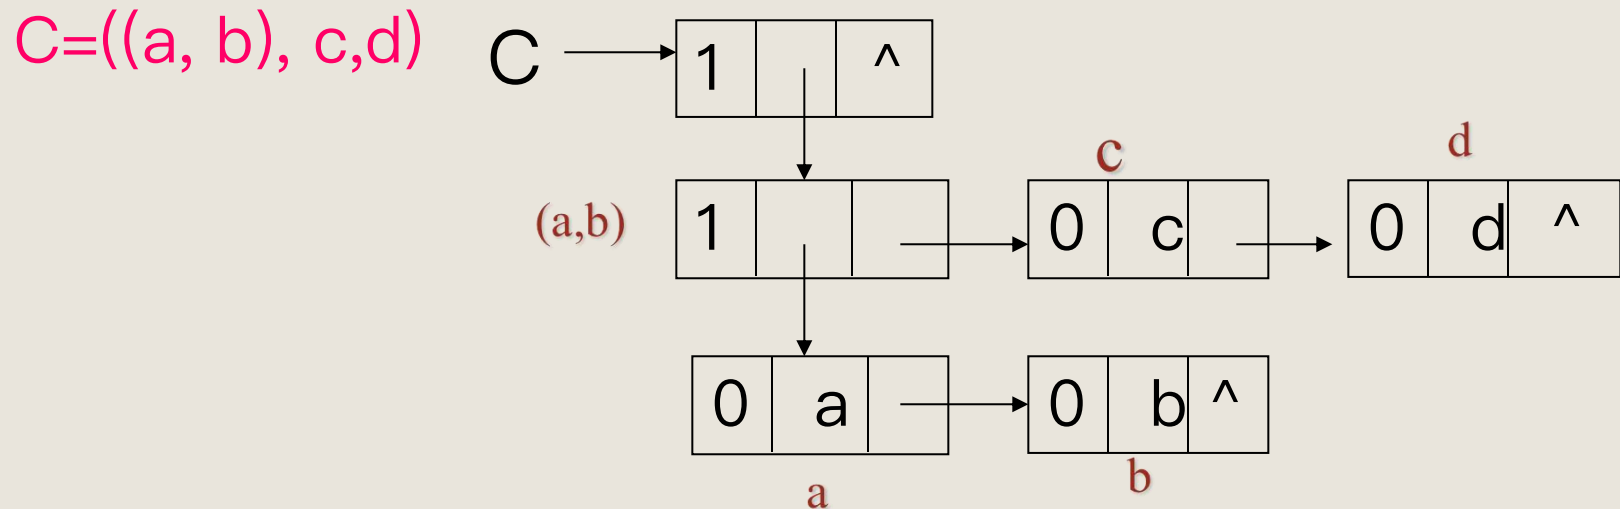 C=((a, b), c,d)
C 1 ^
c d
(a,b) 1 0 c 0 d ^
0 a 0 b ^
a b